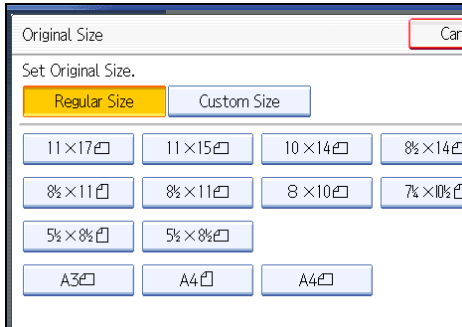 Original Size Can
Set Original Size.
Regular Size Custom Size
11×17 11×15 10×14 8½×14
8½×11 8½×11 8×10 7¼×10½
5½×8½ 5½×8½
A3 A4 A4